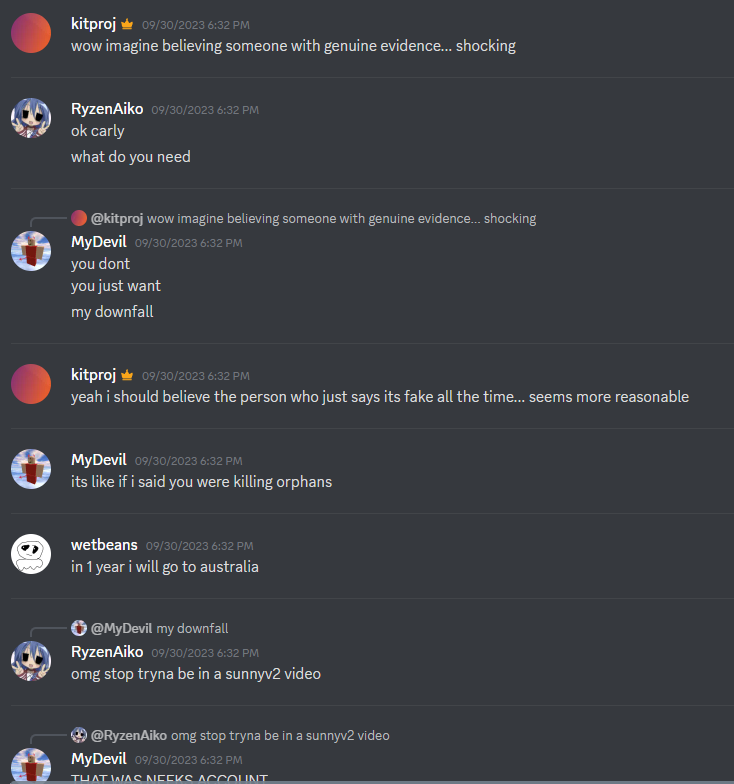 kitproj 09/30/2023 6:32 PM
wow imagine believing someone with genuine evidence... shocking
RyzenAiko 09/30/2023 6:32 PM
ok carly
what do you need
@kitproj wow imagine believing someone with genuine evidence... shocking
MyDevil 09/30/2023 6:32 PM
you dont
you just want
my downfall
kitproj 09/30/2023 6:32 PM
yeah i should believe the person who just says its fake all the time... seems more reasonable
MyDevil 09/30/2023 6:32 PM
its like if i said you were killing orphans
wetbeans 09/30/2023 6:32 PM
in 1 year i will go to australia
@MyDevil my downfall
RyzenAiko 09/30/2023 6:32 PM
omg stop tryna be in a sunnyv2 video
@RyzenAiko omg stop tryna be in a sunnyv2 video
MyDevil 09/30/2023 6:32 PM
THAT WAS NEEKS ACCOUNT